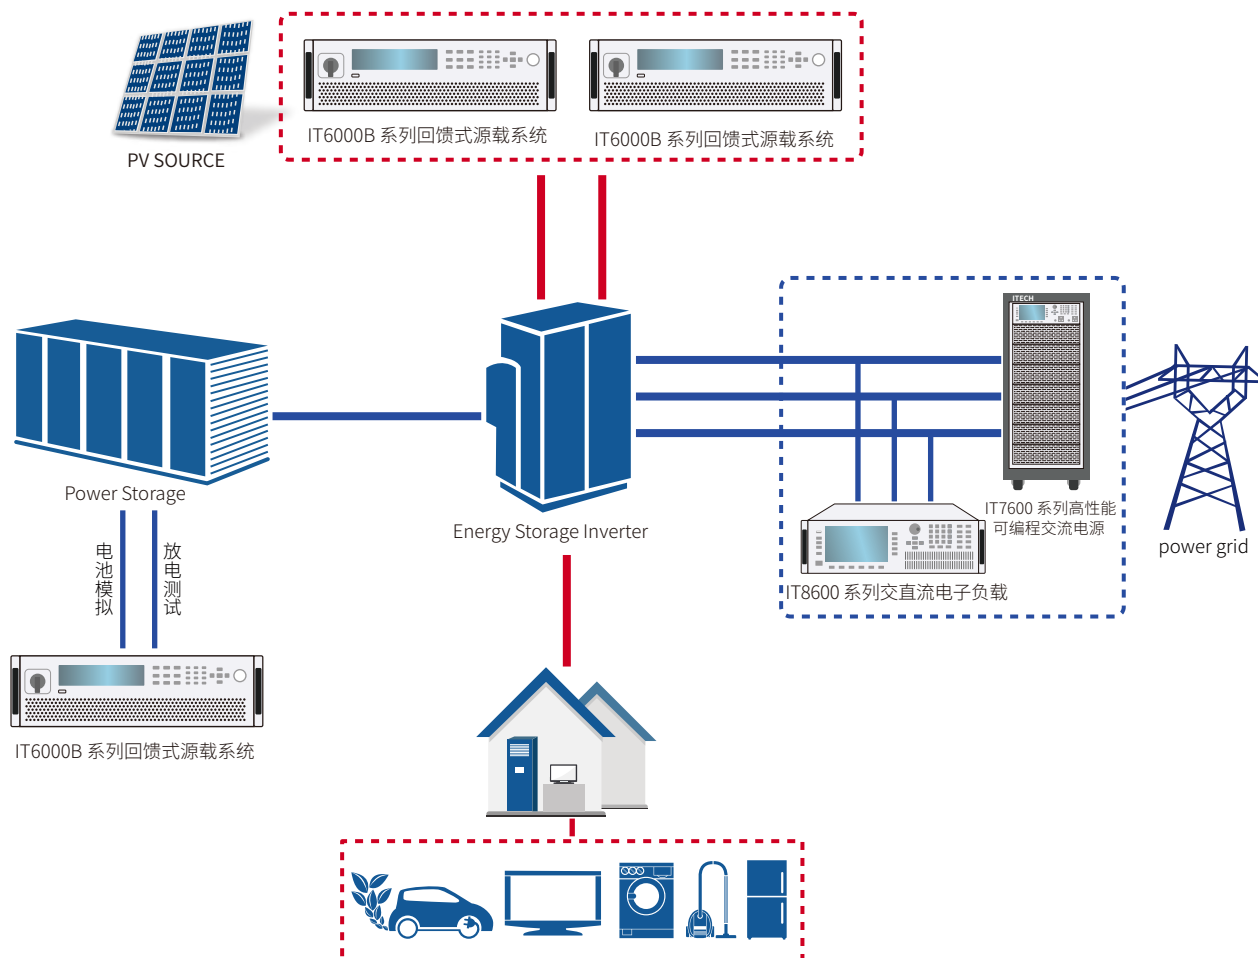 IT6000B 系列回馈式源载系统
IT6000B 系列回馈式源载系统
PV SOURCE
ITECH
Power Storage
Energy Storage Inverter
IT7600 系列高性能
可编程交流电源
power grid
IT8600 系列交直流电子负载
电池模拟
放电测试
IT6000B 系列回馈式源载系统